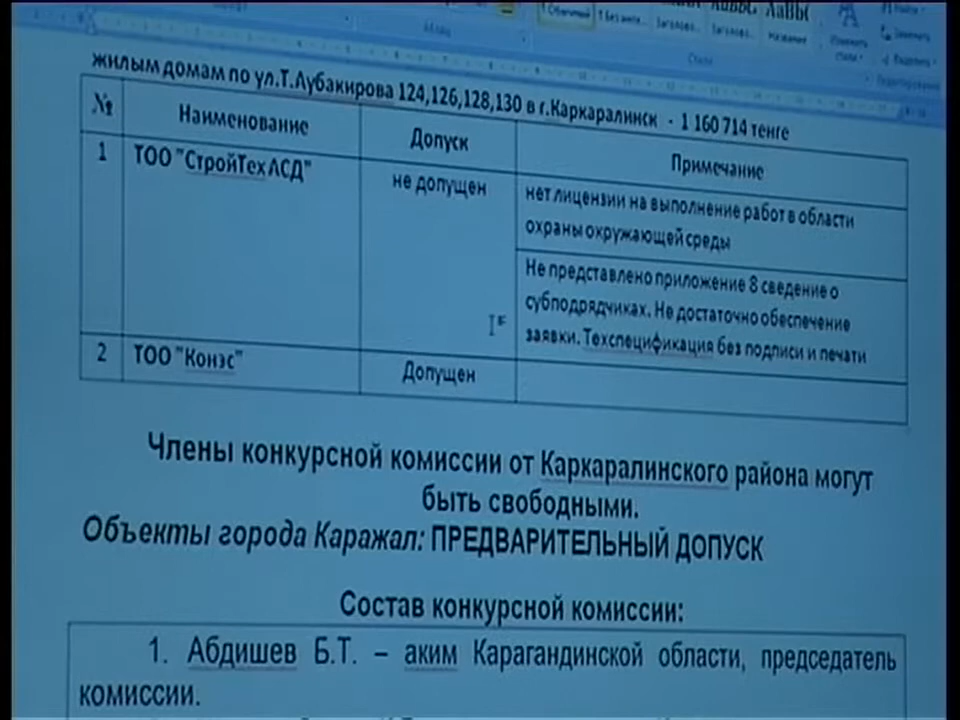 жилым домам по ул.Т.Аубакирова 124,126,128,130 в г.Каркаралинск - 1 160 714 тенге
№ Наименование Допуск Примечание
1 ТОО "СтройТехАСД" не допущен нет лицензии на выполнение работ в области
охраны окружающей среды
Не представлено приложение 8 сведение о
субподрядчиках. Не достаточно обеспечение
заявки. Техспецификация без подписи и печати
2 ТОО "Конэс" Допущен
Члены конкурсной комиссии от Каркаралинского района могут
быть свободными.
Объекты города Каражал: ПРЕДВАРИТЕЛЬНЫЙ ДОПУСК
Состав конкурсной комиссии:
1. Абдишев Б.Т. – аким Карагандинской области, председатель
комиссии.